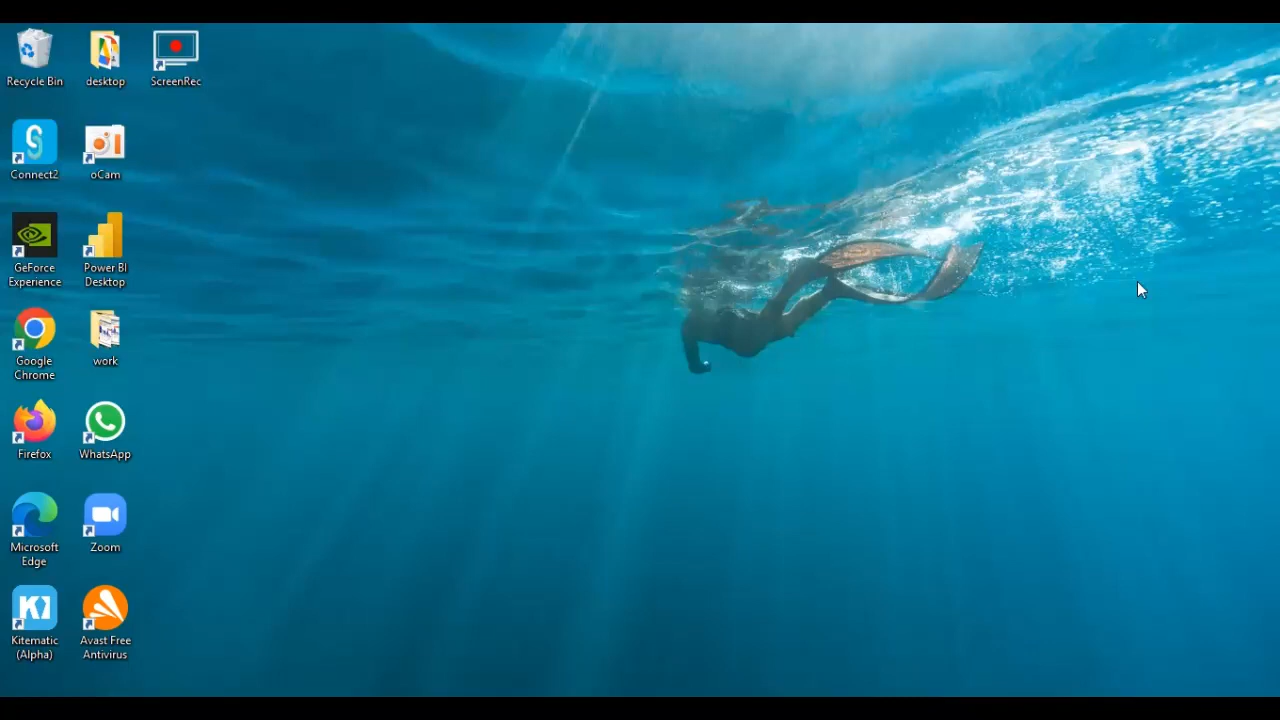 Recycle Bin
desktop
ScreenRec
Connect2
oCam
GeForce
Experience
Power BI
Desktop
Google
Chrome
work
Firefox
WhatsApp
Microsoft
Edge
Zoom
Kitematic
(Alpha)
Avast Free
Antivirus